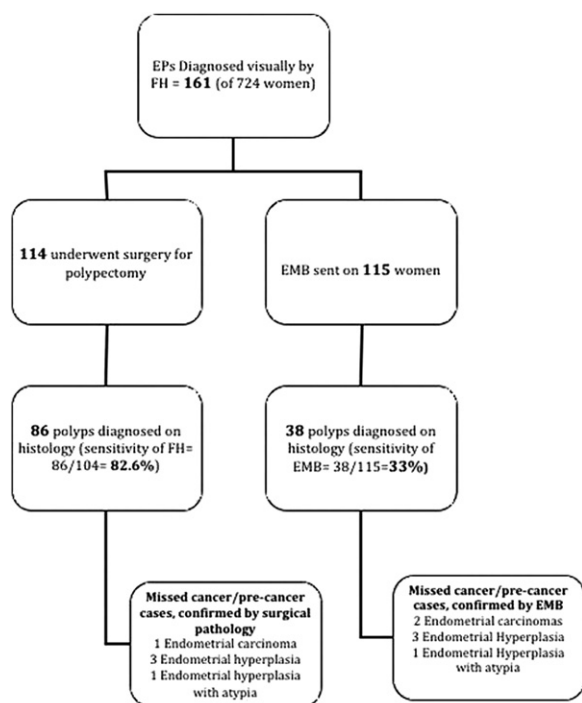 EPs Diagnosed visually by
FH = 161 (of 724 women)
114 underwent surgery for
polypectomy
EMB sent on 115 women
86 polyps diagnosed on
histology (sensitivity of FH=
86/104= 82.6%)
38 polyps diagnosed on
histology (sensitivity of
EMB= 38/115=33%)
Missed cancer/pre-cancer
cases, confirmed by surgical
pathology
1 Endometrial carcinoma
3 Endometrial hyperplasia
1 Endometrial hyperplasia
with atypia
Missed cancer/pre-cancer
cases, confirmed by EMB
2 Endometrial carcinomas
3 Endometrial Hyperplasia
1 Endometrial Hyperplasia
with atypia